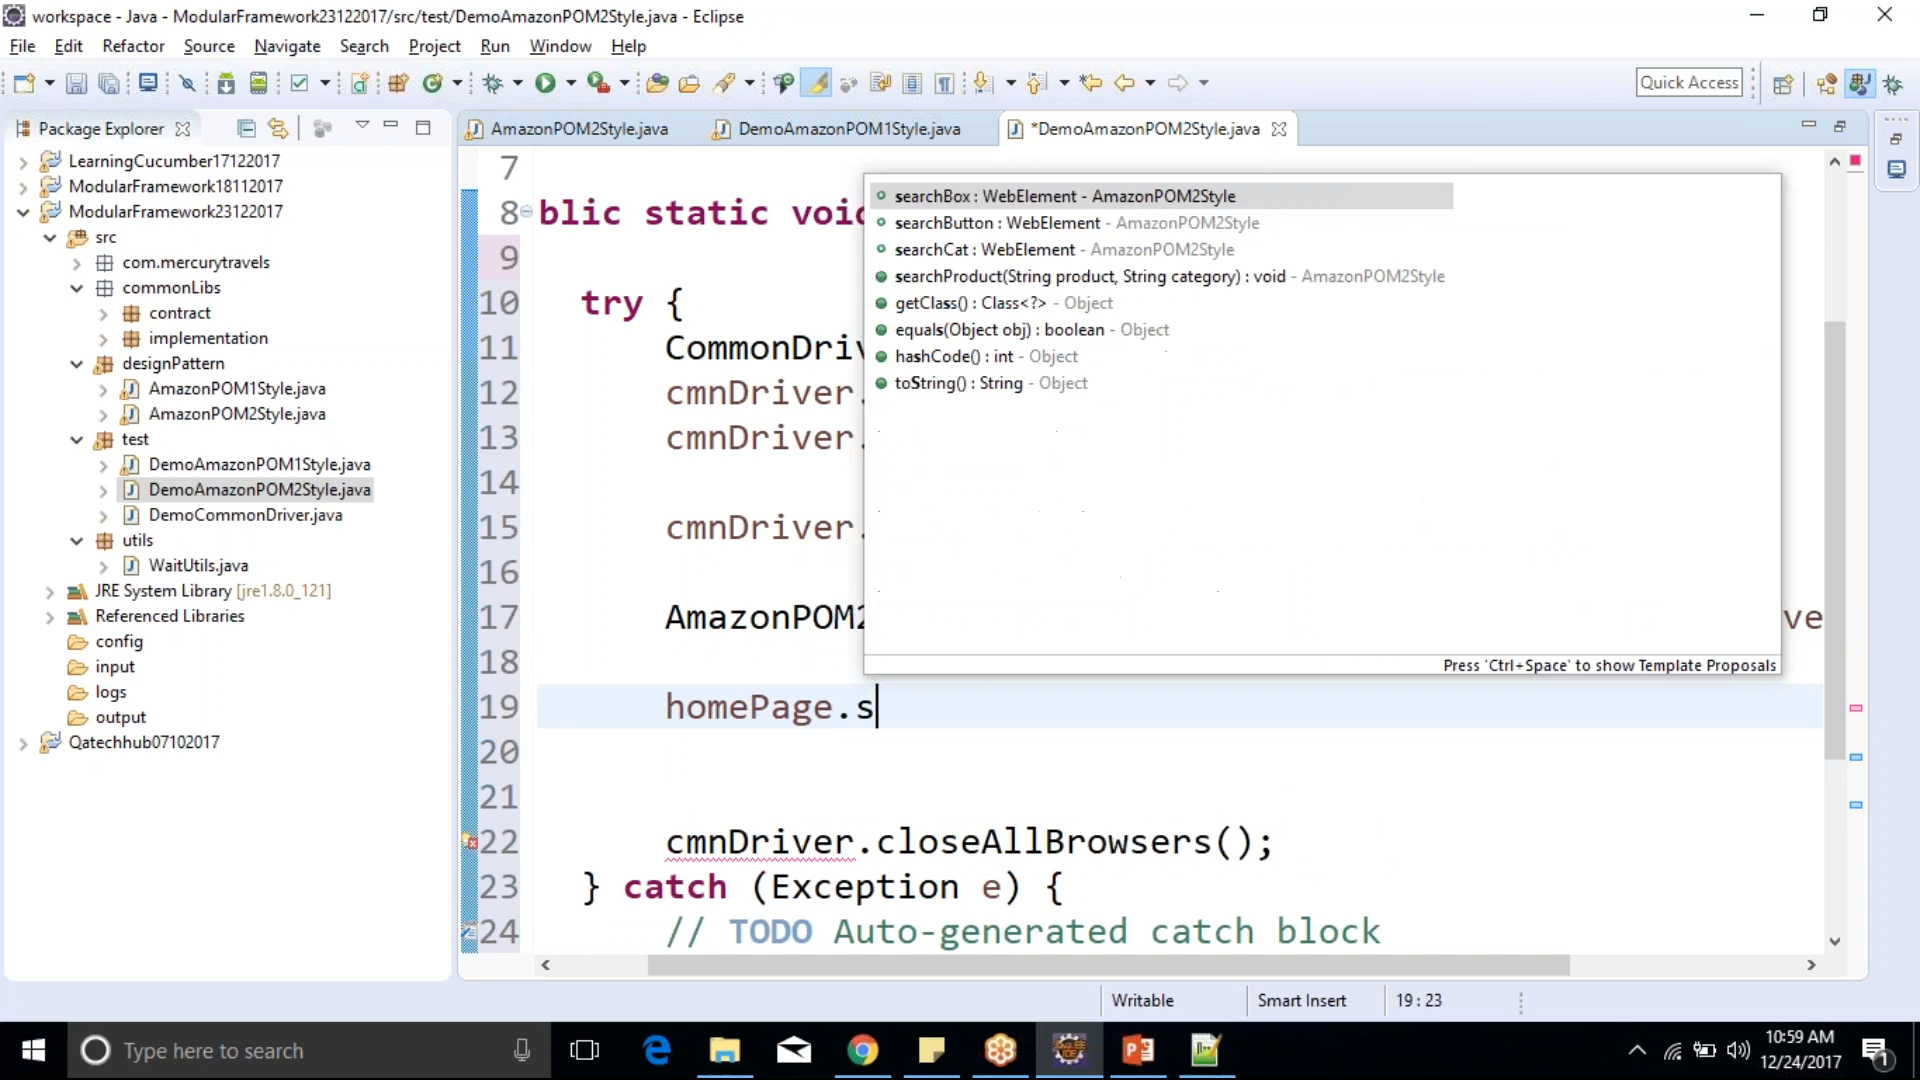 workspace - Java - ModularFramework23122017/src/test/DemoAmazonPOM2Style.java - Eclipse
File Edit Refactor Source Navigate Search Project Run Window Help
Quick Access
Package Explorer
AmazonPOM2Style.java DemoAmazonPOM1Style.java *DemoAmazonPOM2Style.java
LearningCucumber17122017
ModularFramework18112017
ModularFramework23122017
src
com.mercurytravels
commonLibs
contract
implementation
designPattern
AmazonPOM1Style.java
AmazonPOM2Style.java
test
DemoAmazonPOM1Style.java
DemoAmazonPOM2Style.java
DemoCommonDriver.java
utils
WaitUtils.java
JRE System Library [jre1.8.0_121]
Referenced Libraries
config
input
logs
output
Qatechhub07102017
7
8 blic static void
9
10 try {
11 CommonDriv
12 cmnDriver.
13 cmnDriver.
14
15 cmnDriver.
16
17 AmazonPOM2 ve
18
19 homePage.s
20
21
22 cmnDriver.closeAllBrowsers();
23 } catch (Exception e) {
24 // TODO Auto-generated catch block
searchBox : WebElement - AmazonPOM2Style
searchButton : WebElement - AmazonPOM2Style
searchCat : WebElement - AmazonPOM2Style
searchProduct(String product, String category) : void - AmazonPOM2Style
getClass() : Class<?> - Object
equals(Object obj) : boolean - Object
hashCode() : int - Object
toString() : String - Object
Press 'Ctrl+Space' to show Template Proposals
Writable Smart Insert 19 : 23
Type here to search
10:59 AM
12/24/2017
1